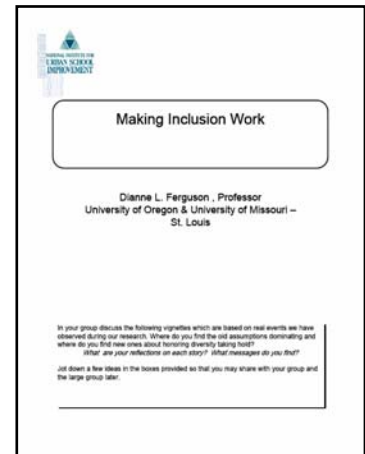 NATIONAL INSTITUTE FOR
URBAN SCHOOL
IMPROVEMENT
Making Inclusion Work
Dianne L. Ferguson , Professor
University of Oregon & University of Missouri –
St. Louis
In your group discuss the following vignettes which are based on real events we have
observed during our research. Where do you find the old assumptions dominating and
where do you find new ones about honoring diversity taking hold?
What are your reflections on each story? What messages do you find?
Jot down a few ideas in the boxes provided so that you may share with your group and
the large group later.